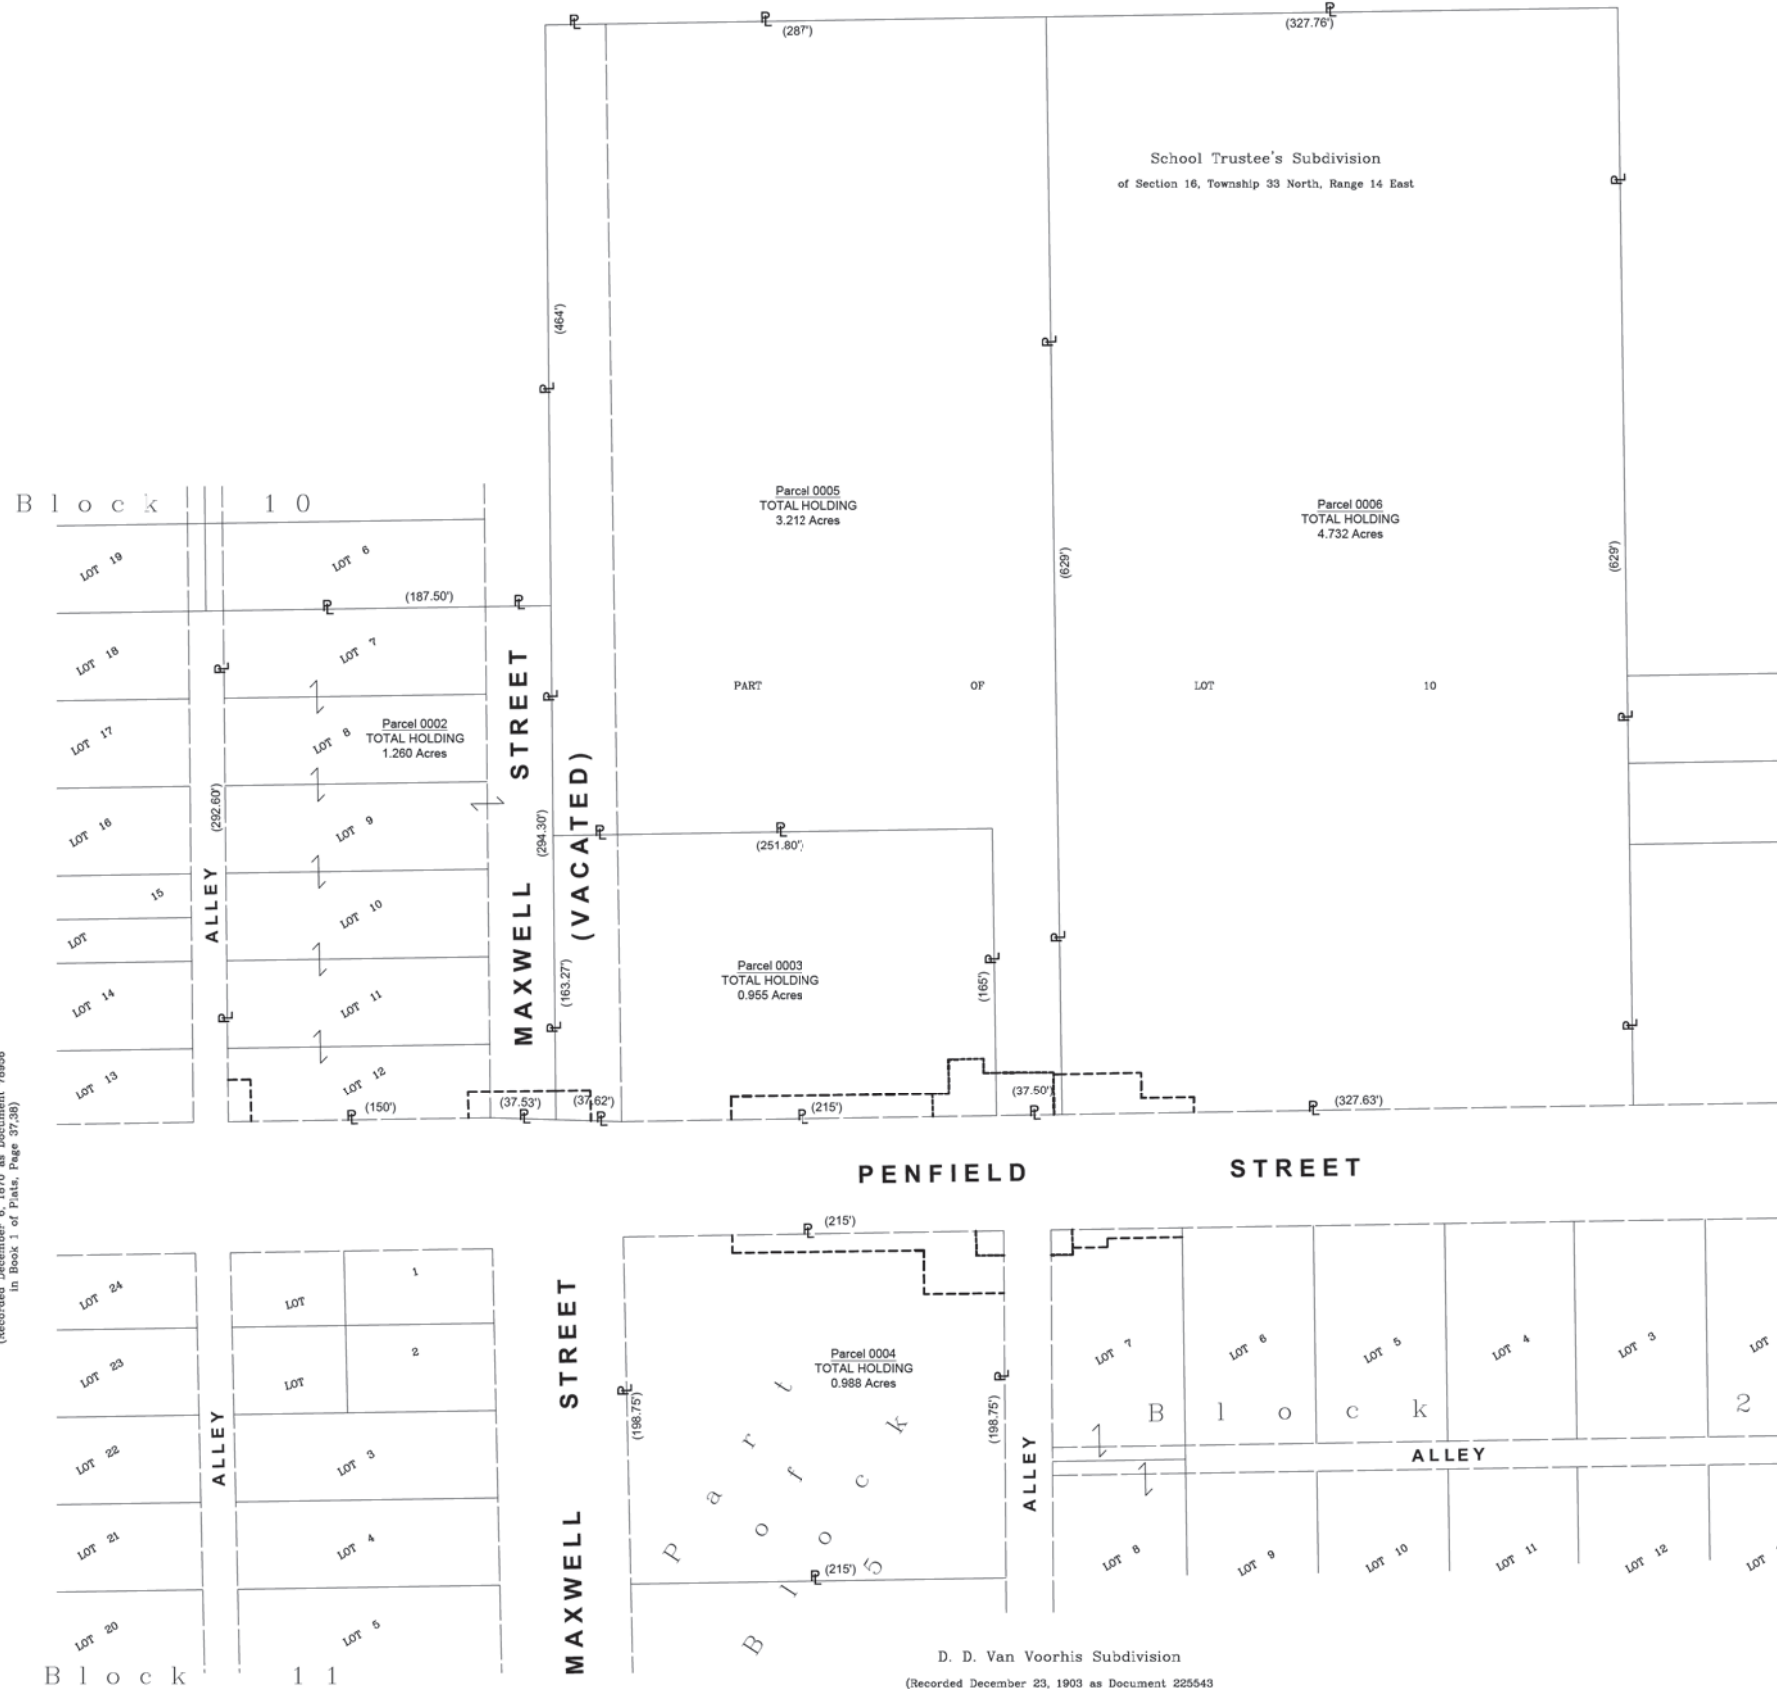 (287')
(327.76')
School Trustee's Subdivision
of Section 16, Township 33 North, Range 14 East
(464')
Block 10
Parcel 0005
TOTAL HOLDING
3.212 Acres
Parcel 0006
TOTAL HOLDING
4.732 Acres
(629')
(629')
LOT 19
LOT 6
(187.50')
LOT 18
LOT 7
PART OF LOT 10
LOT 17
LOT 8
Parcel 0002
TOTAL HOLDING
1.260 Acres
MAXWELL STREET
(VACATED)
(292.60')
(294.30')
LOT 16
LOT 9
(251.80')
LOT 15
ALLEY
LOT 10
Parcel 0003
TOTAL HOLDING
0.955 Acres
(163.27')
(165')
LOT 14
LOT 11
LOT 13
LOT 12
(150')
(37.53')
(37.62')
(215')
(37.50')
(327.63')
in Book 1 of Plats, Page 37,38)
PENFIELD STREET
(215')
LOT 24
LOT 1
LOT 23
LOT 2
LOT 22
LOT 3
LOT 21
LOT 4
LOT 20
LOT 5
ALLEY
Block 11
MAXWELL STREET
(198.75')
Parcel 0004
TOTAL HOLDING
0.988 Acres
(198.75')
Part of
Block 5
(215')
ALLEY
LOT 7
LOT 6
LOT 5
LOT 4
LOT 3
LOT
Block 2
ALLEY
LOT 8
LOT 9
LOT 10
LOT 11
LOT 12
LOT
D. D. Van Voorhis Subdivision
(Recorded December 23, 1903 as Document 225543